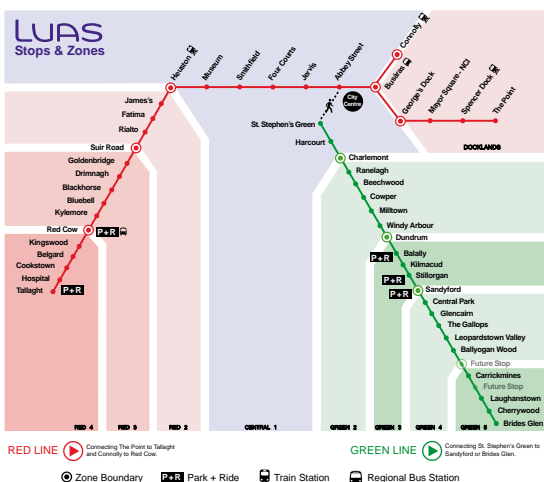 LUAS
Stops & Zones
Heuston
Museum
Smithfield
Four Courts
Jervis
Abbey Street
Busáras
Connolly
George's Dock
Mayor Square - NCI
Spencer Dock
The Point
City
Centre
DOCKLANDS
James's
Fatima
Rialto
Suir Road
Goldenbridge
Drimnagh
Blackhorse
Bluebell
Kylemore
Red Cow
P+R
Kingswood
Belgard
Cookstown
Hospital
Tallaght
P+R
St. Stephen's Green
Harcourt
Charlemont
Ranelagh
Beechwood
Cowper
Milltown
Windy Arbour
Dundrum
Balally
P+R
Kilmacud
Stillorgan
P+R
Sandyford
P+R
Central Park
Glencairn
The Gallops
Leopardstown Valley
Ballyogan Wood
Future Stop
Carrickmines
Future Stop
Laughanstown
Cherrywood
Brides Glen
RED 4
RED 3
RED 2
CENTRAL 1
GREEN 2
GREEN 3
GREEN 4
GREEN 5
RED LINE
Connecting The Point to Tallaght
and Connolly to Red Cow.
GREEN LINE
Connecting St. Stephen's Green to
Sandyford or Brides Glen.
Zone Boundary
P+R Park + Ride
Train Station
Regional Bus Station